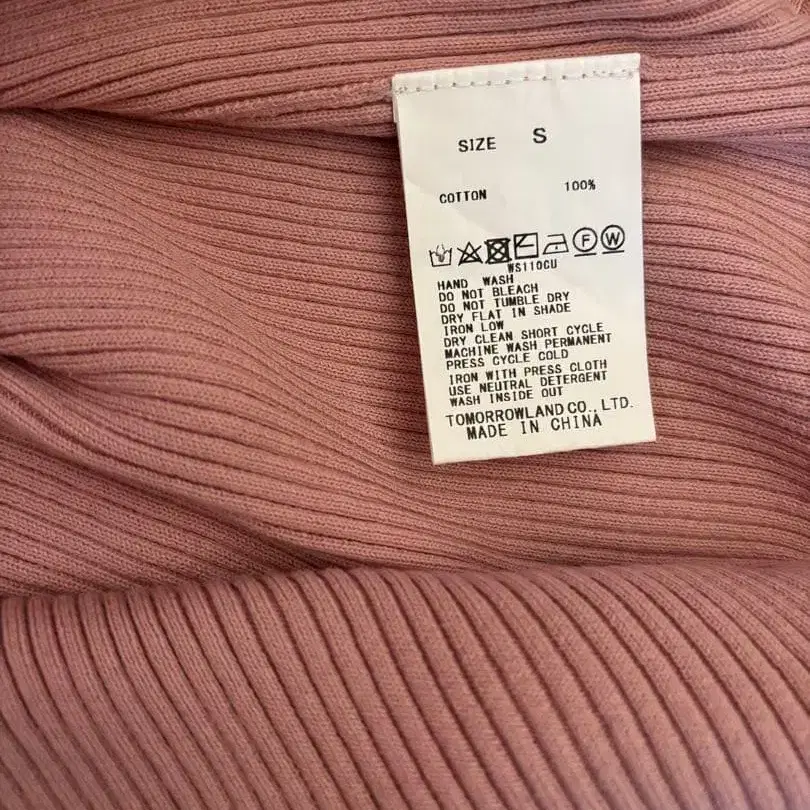 SIZE S
COTTON 100%
F W
WS110CU
HAND WASH
DO NOT BLEACH
DO NOT TUMBLE DRY
DRY FLAT IN SHADE
IRON LOW
DRY CLEAN SHORT CYCLE
MACHINE WASH PERMANENT
PRESS CYCLE COLD
IRON WITH PRESS CLOTH
USE NEUTRAL DETERGENT
WASH INSIDE OUT
TOMORROWLAND CO., LTD.
MADE IN CHINA